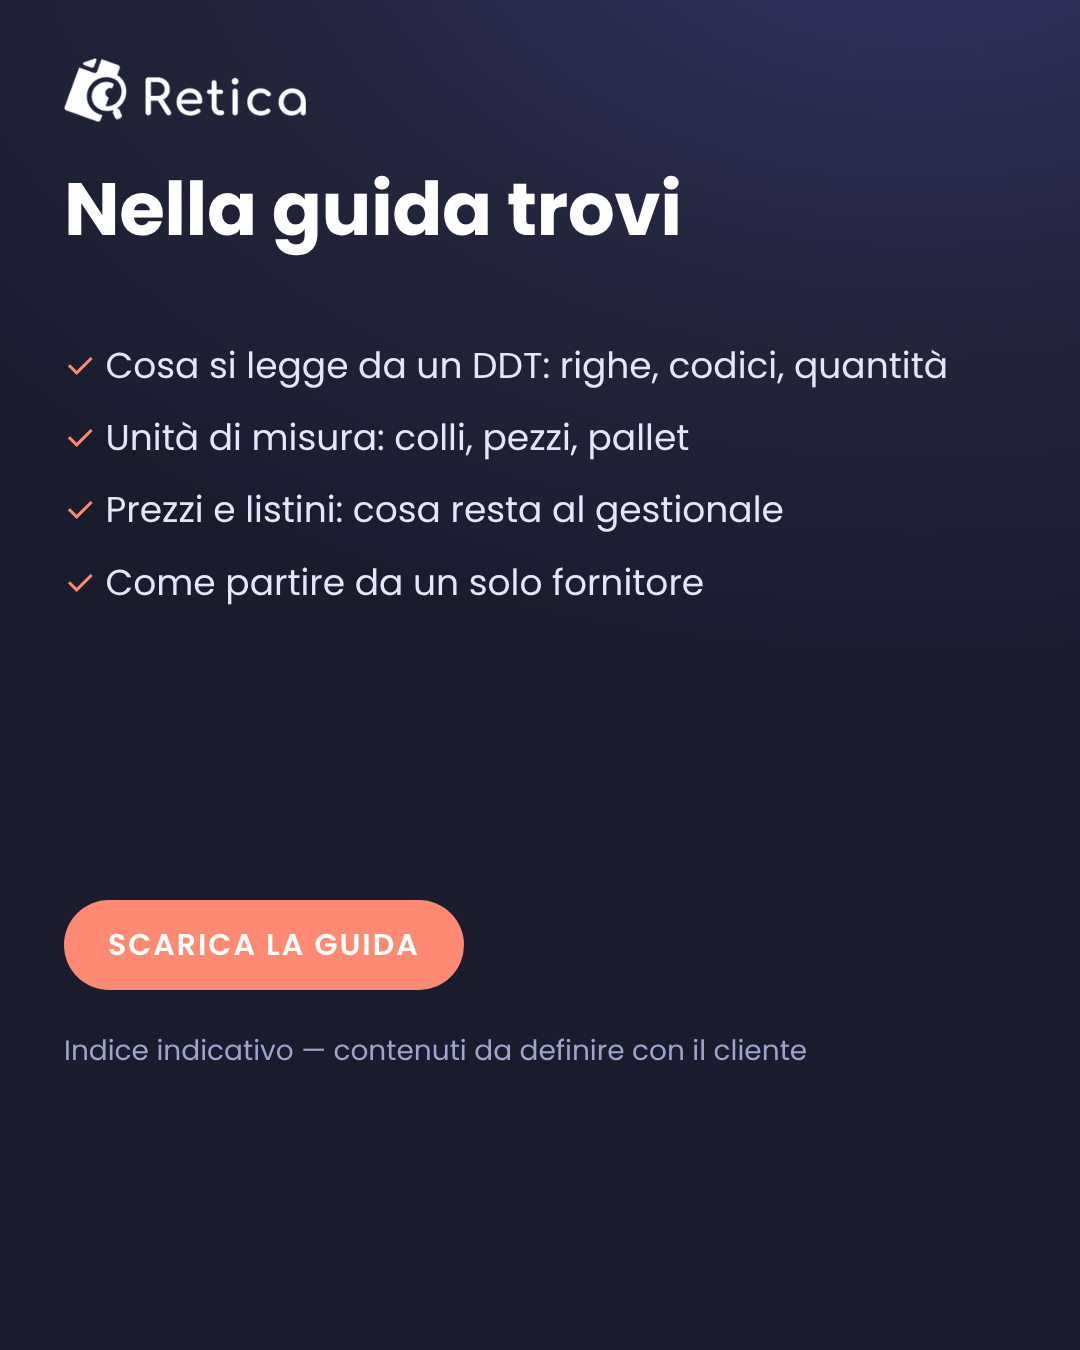 Retica
Nella guida trovi
✓ Cosa si legge da un DDT: righe, codici, quantità
✓ Unità di misura: colli, pezzi, pallet
✓ Prezzi e listini: cosa resta al gestionale
✓ Come partire da un solo fornitore
SCARICA LA GUIDA
Indice indicativo — contenuti da definire con il cliente